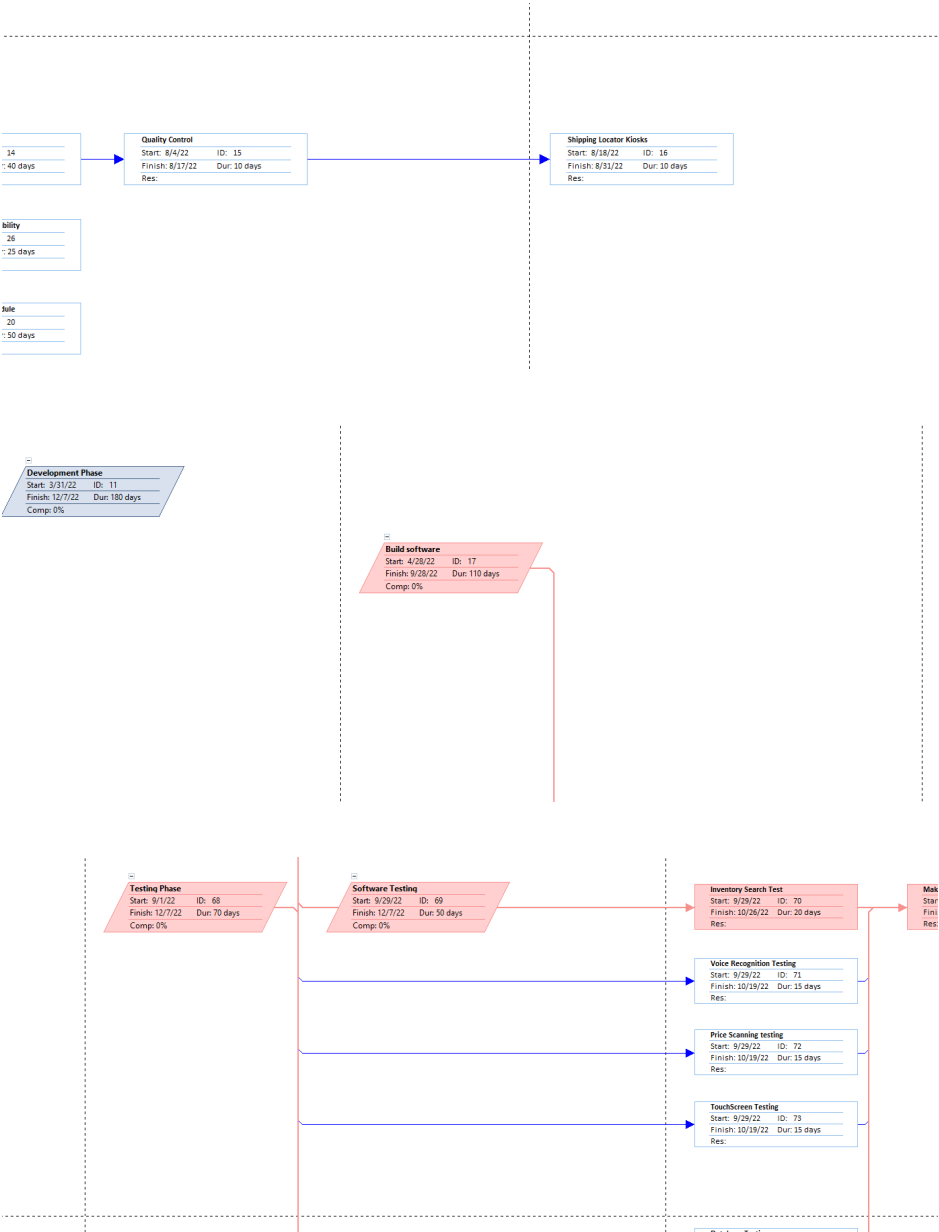 Quality Control
Start: 8/4/22 ID: 15
Finish: 8/17/22 Dur: 10 days
Res:
Shipping Locator Kiosks
Start: 8/18/22 ID: 16
Finish: 8/31/22 Dur: 10 days
Res:
14
: 40 days
bility
26
: 25 days
20
: 50 days
Development Phase
Start: 3/31/22 ID: 11
Finish: 12/7/22 Dur: 180 days
Comp: 0%
Build software
Start: 4/28/22 ID: 17
Finish: 9/28/22 Dur: 110 days
Comp: 0%
Testing Phase
Start: 9/1/22 ID: 68
Finish: 12/7/22 Dur: 70 days
Comp: 0%
Software Testing
Start: 9/29/22 ID: 69
Finish: 12/7/22 Dur: 50 days
Comp: 0%
Inventory Search Test
Start: 9/29/22 ID: 70
Finish: 10/26/22 Dur: 20 days
Res:
Mak
Star
Fini
Res:
Voice Recognition Testing
Start: 9/29/22 ID: 71
Finish: 10/19/22 Dur: 15 days
Res:
Price Scanning testing
Start: 9/29/22 ID: 72
Finish: 10/19/22 Dur: 15 days
Res:
TouchScreen Testing
Start: 9/29/22 ID: 73
Finish: 10/19/22 Dur: 15 days
Res: